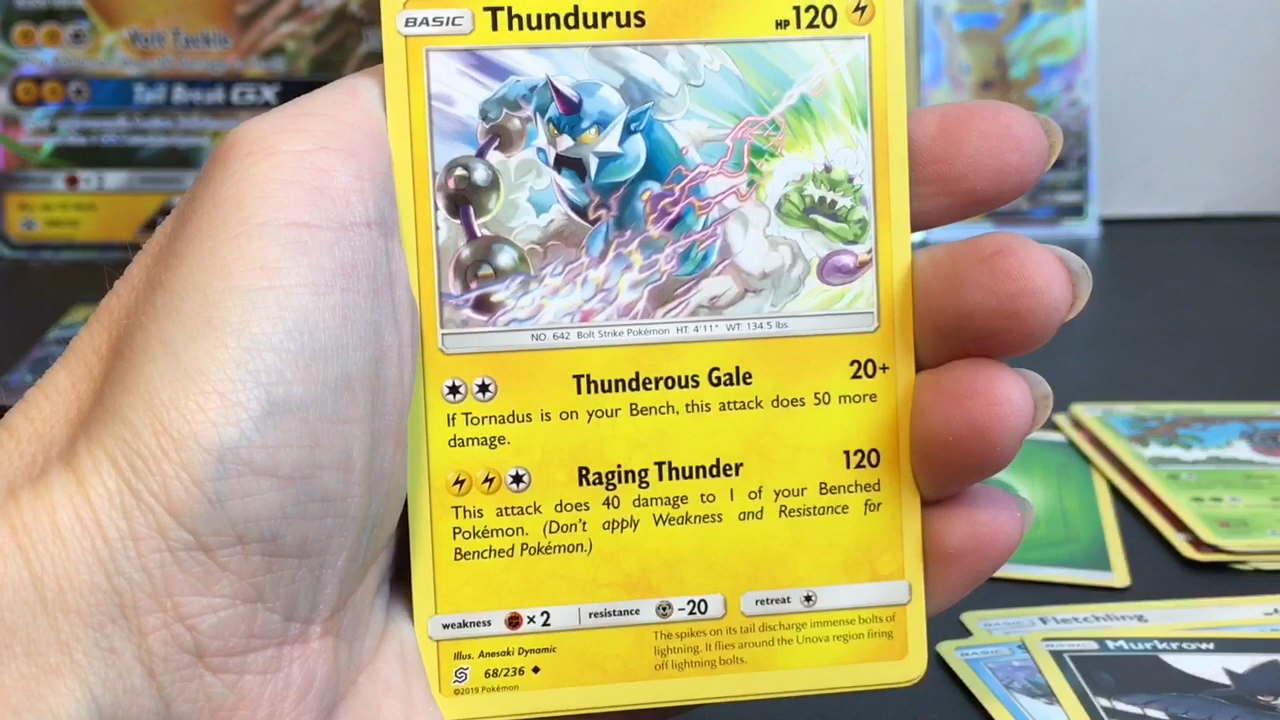 BASIC Thundurus HP 120
NO. 642 Bolt Strike Pokémon HT: 4'11" WT: 134.5 lbs.
Thunderous Gale 20+
If Tornadus is on your Bench, this attack does 50 more
damage.
Raging Thunder 120
This attack does 40 damage to 1 of your Benched
Pokémon. (Don't apply Weakness and Resistance for
Benched Pokémon.)
weakness × 2 resistance -20 retreat
The spikes on its tail discharge immense bolts of
lightning. It flies around the Unova region firing
off lightning bolts.
Illus. Anesaki Dynamic
68/236
©2019 Pokémon
Volt Tackle
Tail Break GX
BASIC Fletchling
BASIC
BASIC Murkrow